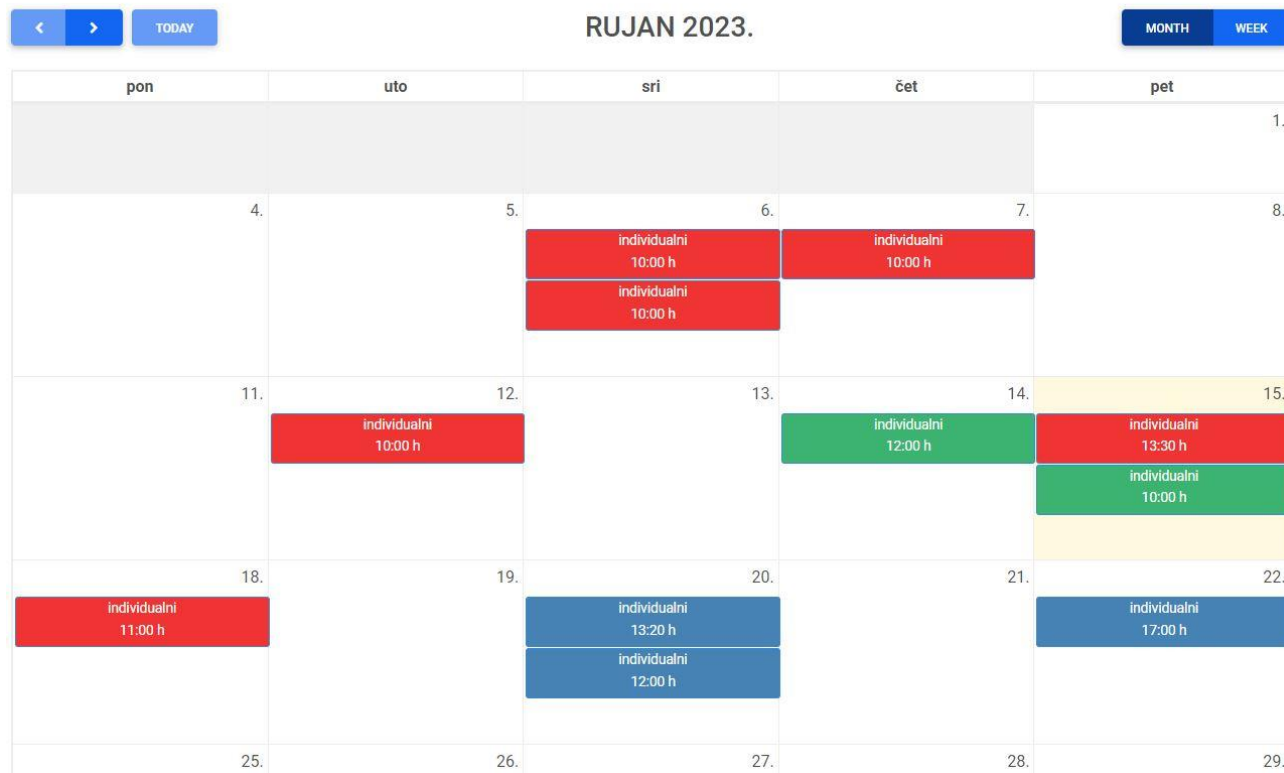 TODAY
RUJAN 2023.
MONTH WEEK
pon uto sri čet pet
1.
4. 5. 6. 7. 8.
individualni individualni
10:00 h 10:00 h
individualni
10:00 h
11. 12. 13. 14. 15.
individualni individualni individualni
10:00 h 12:00 h 13:30 h
individualni
10:00 h
18. 19. 20. 21. 22.
individualni individualni individualni
11:00 h 13:20 h 17:00 h
individualni
12:00 h
25. 26. 27. 28. 29.